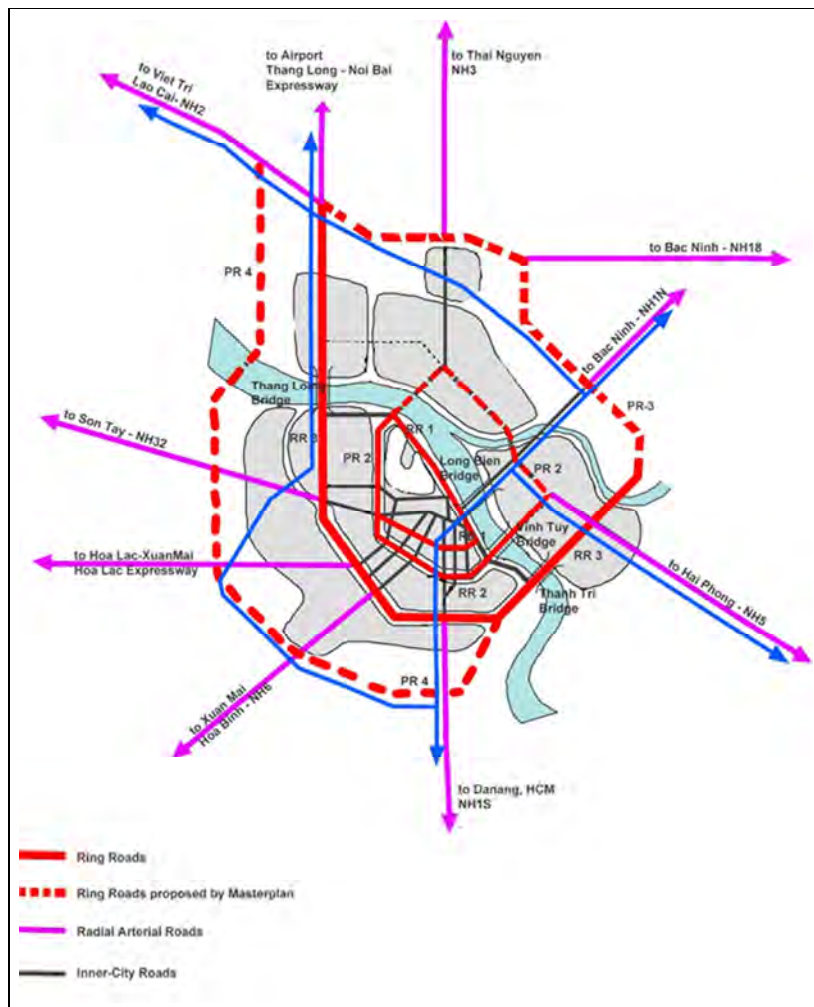 to Airport
Thang Long - Noi Bai
Expressway
to Thai Nguyen
NH3
to Viet Tri
Lao Cai- NH2
to Bac Ninh - NH18
PR 4
to Bac Ninh - NH1N
Thang Long
Bridge
PR-3
to Son Tay - NH32
RR 3
PR 2
RR 1
Long Bien
Bridge
PR 2
Vinh Tuy
Bridge
RR 1
to Hoa Lac-XuanMai
Hoa Lac Expressway
RR 3
RR 2
Thanh Tri
Bridge
to Hai Phong - NH5
PR 4
to Xuan Mai
Hoa Binh - NH6
to Danang, HCM
NH1S
Ring Roads
Ring Roads proposed by Masterplan
Radial Arterial Roads
Inner-City Roads